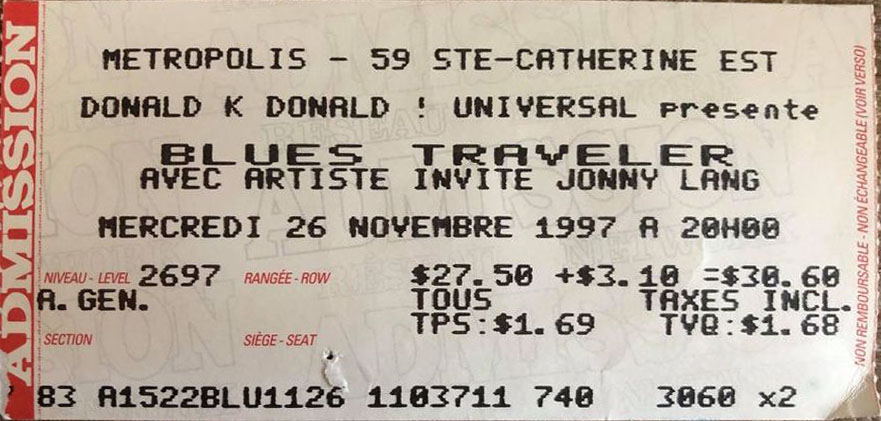 ADMISSION
METROPOLIS - 59 STE-CATHERINE EST
DONALD K DONALD ! UNIVERSAL presente
BLUES TRAVELER
AVEC ARTISTE INVITE JONNY LANG
MERCREDI 26 NOVEMBRE 1997 A 20H00
NIVEAU - LEVEL 2697 RANGÉE - ROW $27.50 +$3.10 =$30.60
A. GEN. TOUS TAXES INCL.
TPS:$1.69 TVQ:$1.68
SECTION SIÈGE - SEAT
83 A1522BLU1126 1103711 740 3060 x2
NON REMBOURSABLE - NON ÉCHANGEABLE (VOIR VERSO)